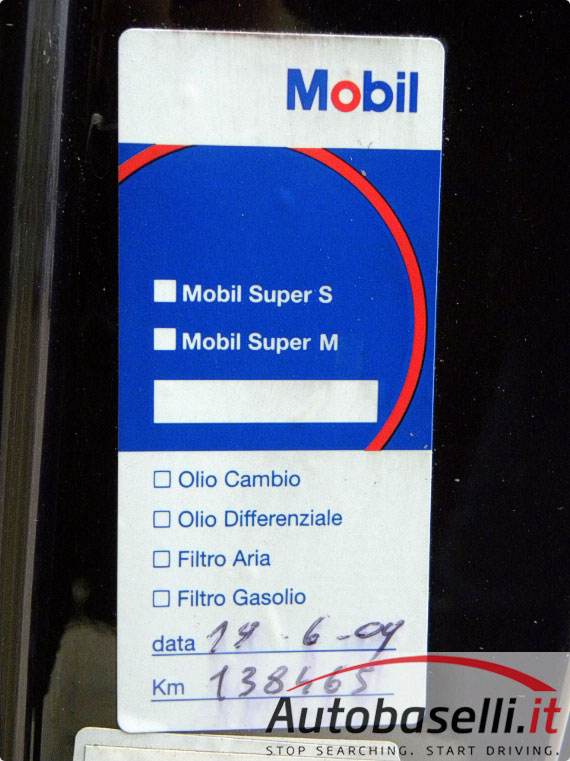 Mobil
Mobil Super S
Mobil Super M
Olio Cambio
Olio Differenziale
Filtro Aria
Filtro Gasolio
data 19-6-09
Km 138465
Autobaselli.it
STOP SEARCHING. START DRIVING.